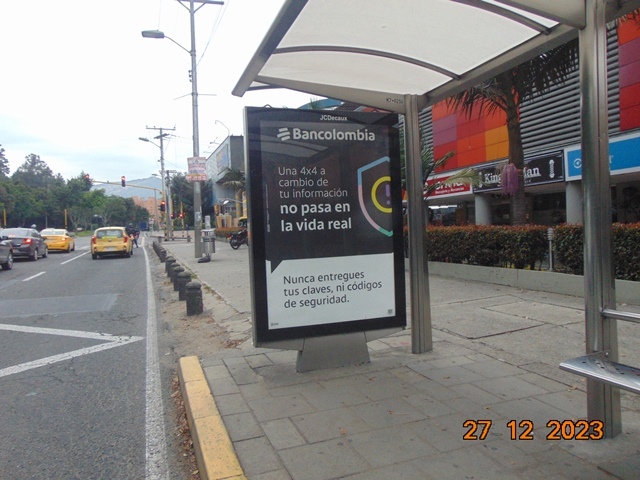 JCDecaux
Bancolombia
Una 4x4 a
cambio de
tu información
no pasa en
la vida real
Nunca entregues
tus claves, ni códigos
de seguridad.
27 12 2023